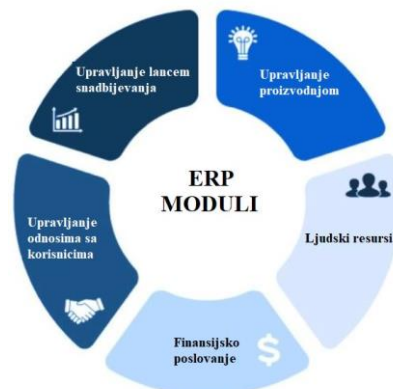 Upravljanje lancem
snadbijevanja
Upravljanje
proizvodnjom
ERP
MODULI
Ljudski resursi
Upravljanje
odnosima sa
korisnicima
Finansijsko
poslovanje
$